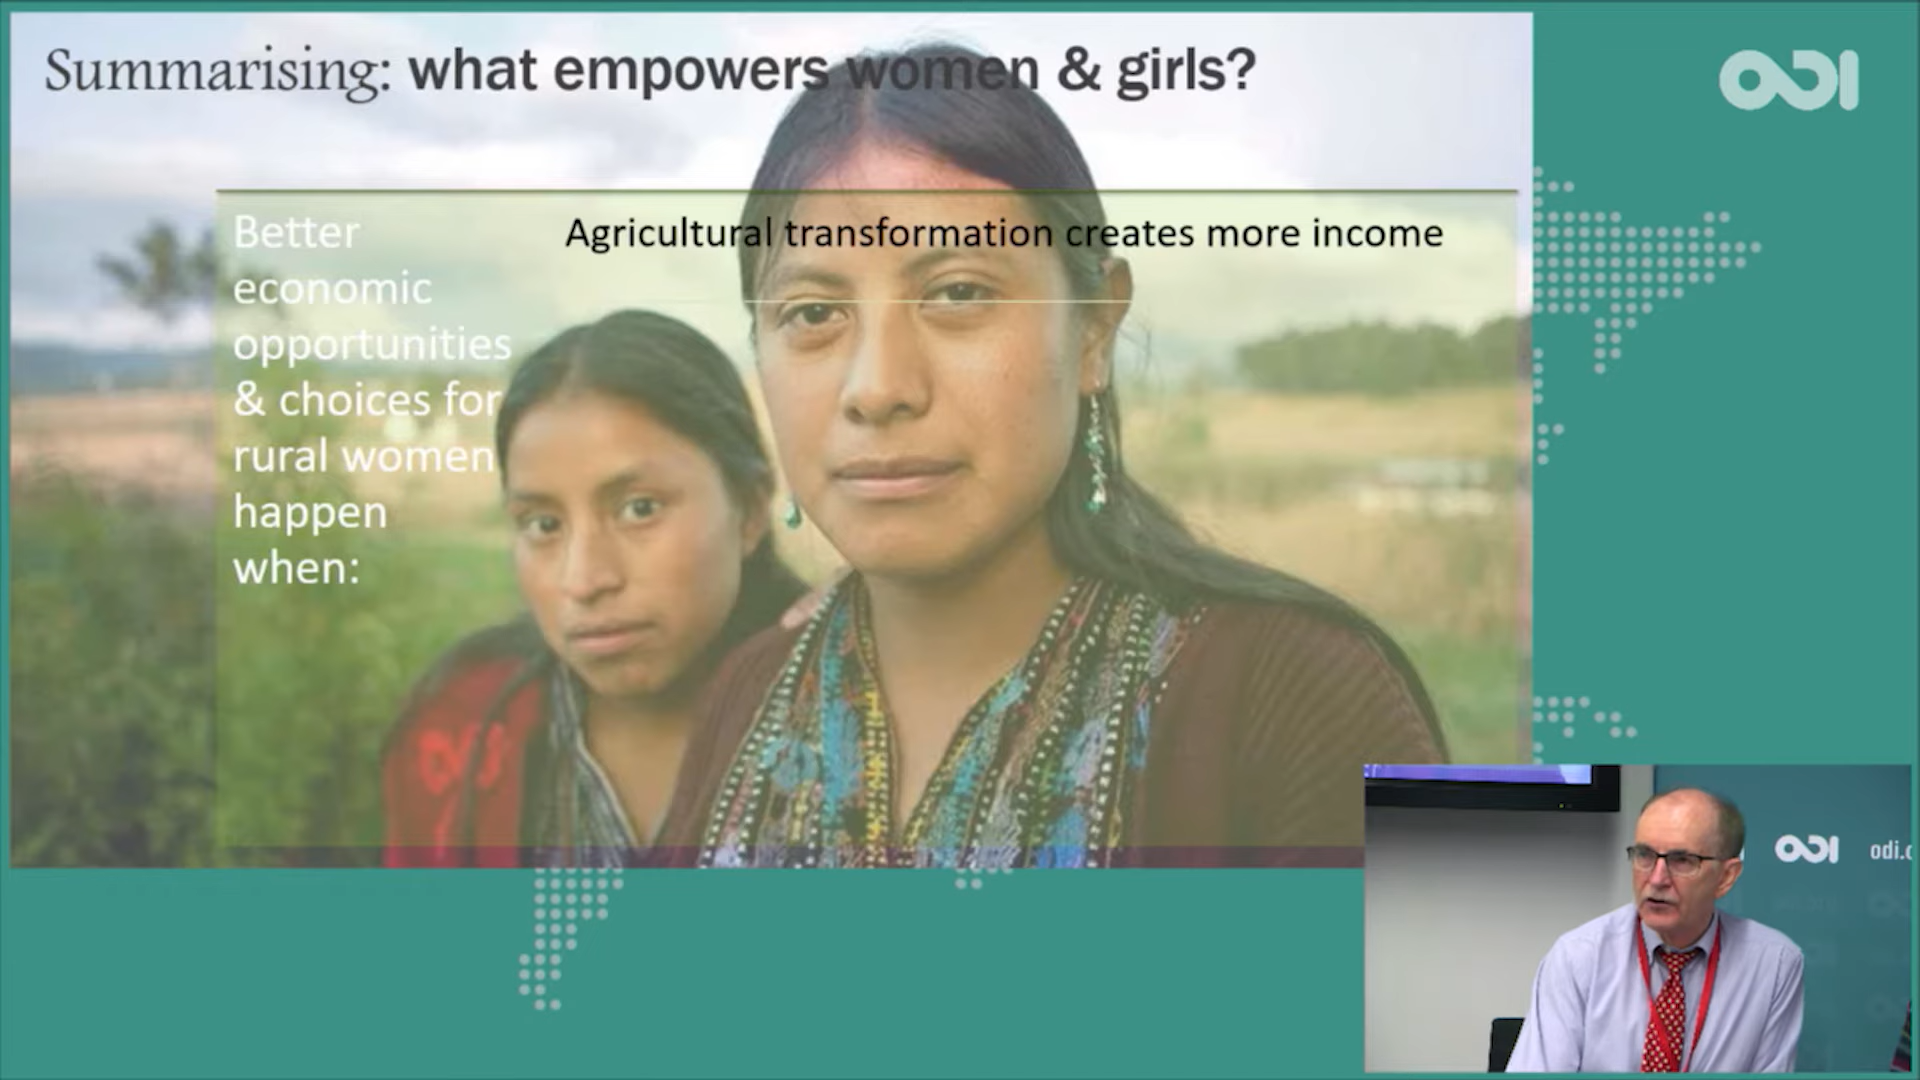 Summarising: what empowers women & girls?
ODI
Better
economic
opportunities
& choices for
rural women
happen
when:
Agricultural transformation creates more income
ODI